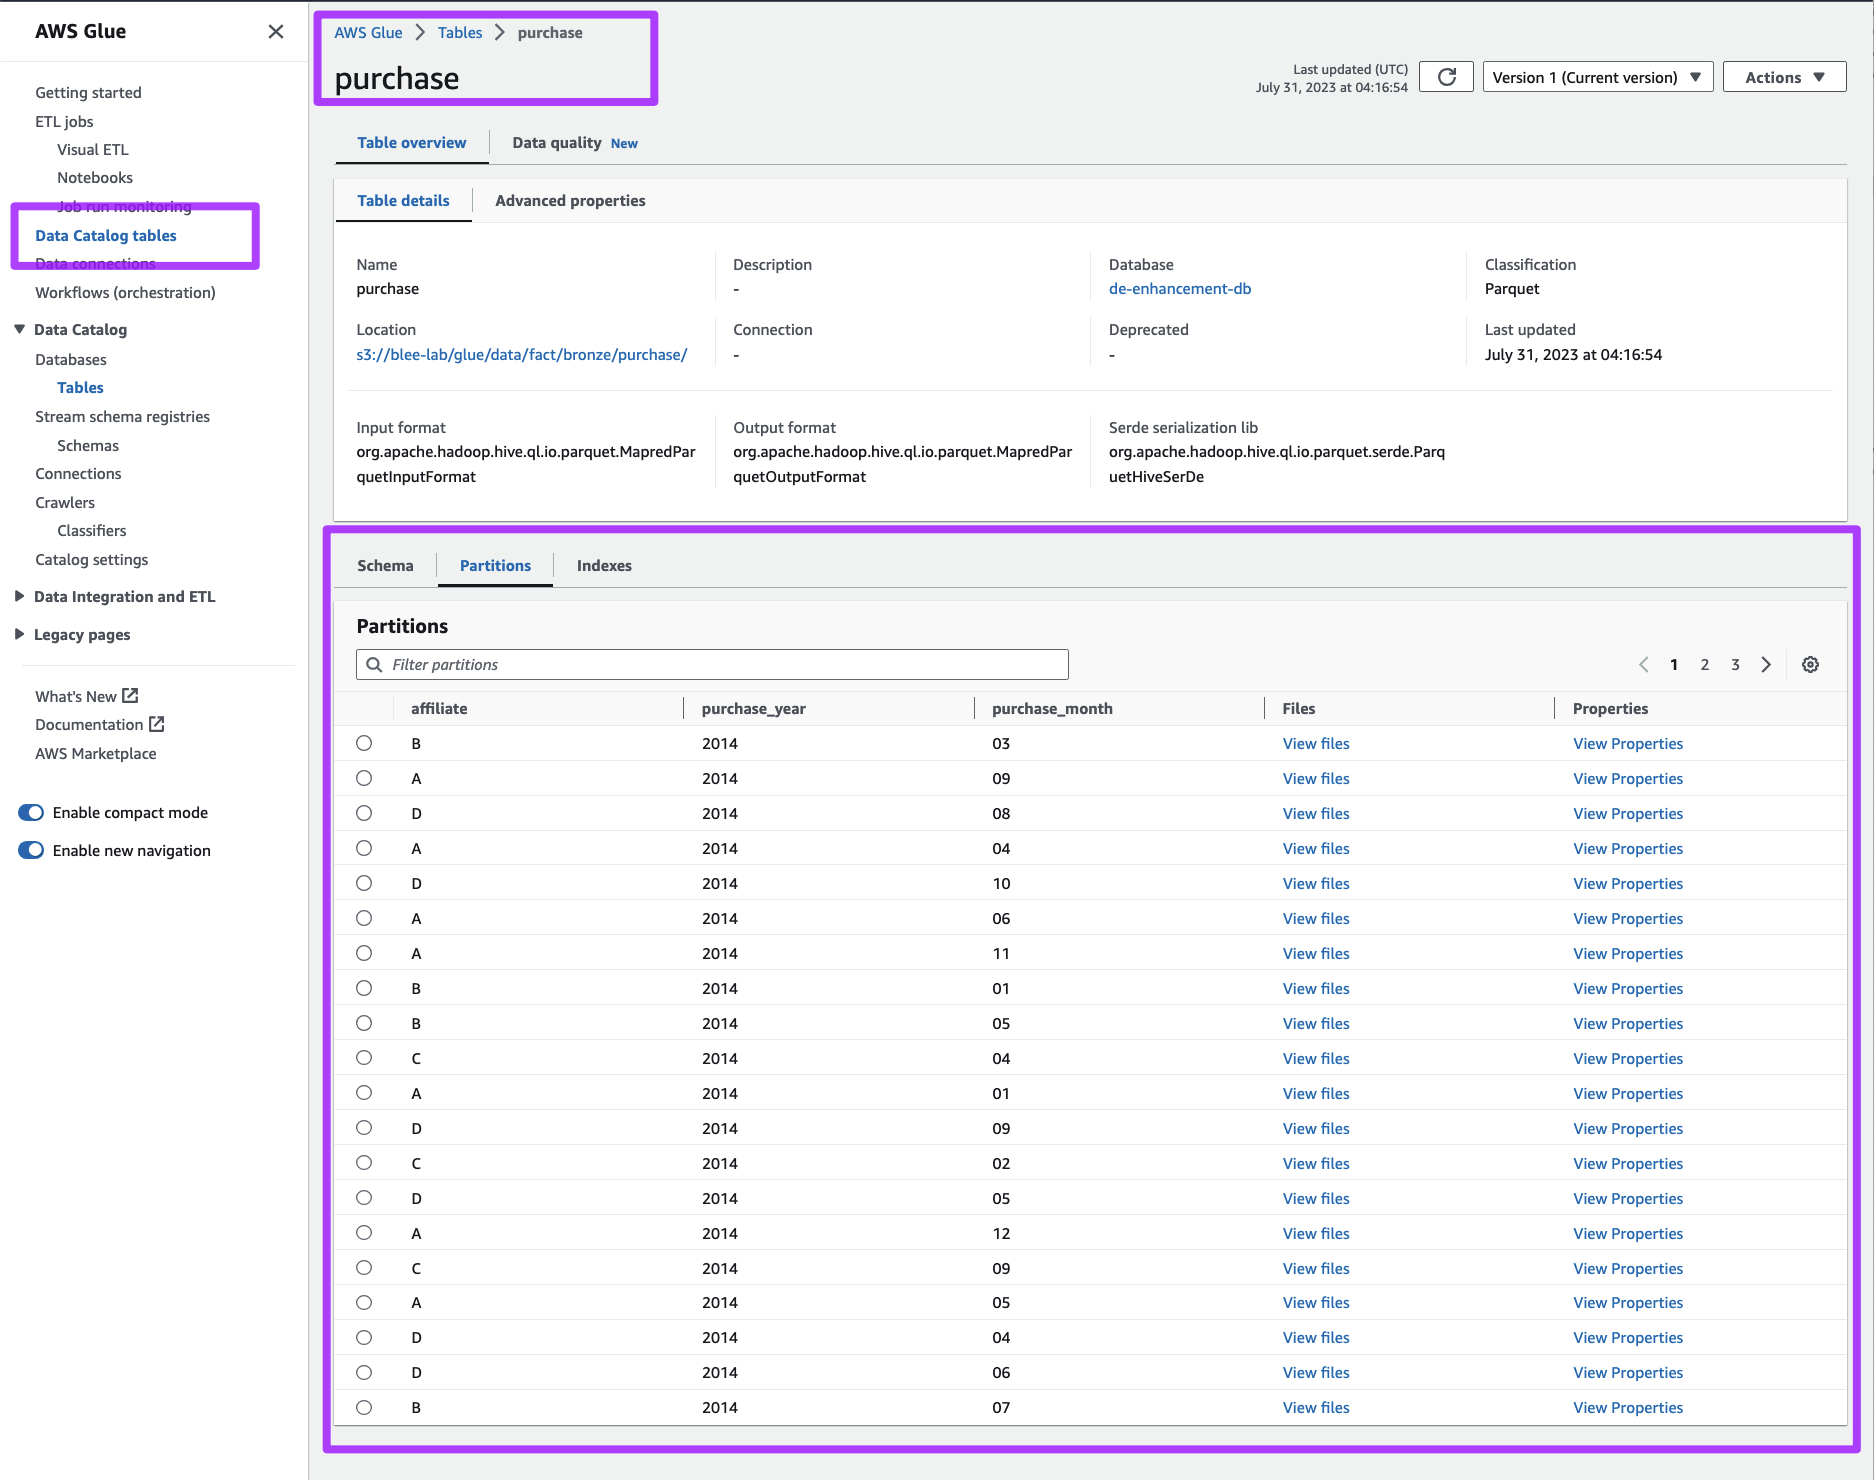 AWS Glue
Getting started
ETL jobs
Visual ETL
Notebooks
Job run monitoring
Data Catalog tables
Data connections
Workflows (orchestration)
Data Catalog
Databases
Tables
Stream schema registries
Schemas
Connections
Crawlers
Classifiers
Catalog settings
Data Integration and ETL
Legacy pages
What's New
Documentation
AWS Marketplace
Enable compact mode
Enable new navigation
AWS Glue > Tables > purchase
purchase
Last updated (UTC)
July 31, 2023 at 04:16:54
Version 1 (Current version)
Actions
Table overview Data quality New
Table details Advanced properties
Name Description Database Classification
purchase - de-enhancement-db Parquet
Location Connection Deprecated Last updated
s3://blee-lab/glue/data/fact/bronze/purchase/ - - July 31, 2023 at 04:16:54
Input format Output format Serde serialization lib
org.apache.hadoop.hive.ql.io.parquet.MapredPar org.apache.hadoop.hive.ql.io.parquet.MapredPar org.apache.hadoop.hive.ql.io.parquet.serde.Parq
quetInputFormat quetOutputFormat uetHiveSerDe
Schema Partitions Indexes
Partitions
Filter partitions 1 2 3
affiliate purchase_year purchase_month Files Properties
B 2014 03 View files View Properties
A 2014 09 View files View Properties
D 2014 08 View files View Properties
A 2014 04 View files View Properties
D 2014 10 View files View Properties
A 2014 06 View files View Properties
A 2014 11 View files View Properties
B 2014 01 View files View Properties
B 2014 05 View files View Properties
C 2014 04 View files View Properties
A 2014 01 View files View Properties
D 2014 09 View files View Properties
C 2014 02 View files View Properties
D 2014 05 View files View Properties
A 2014 12 View files View Properties
C 2014 09 View files View Properties
A 2014 05 View files View Properties
D 2014 04 View files View Properties
D 2014 06 View files View Properties
B 2014 07 View files View Properties